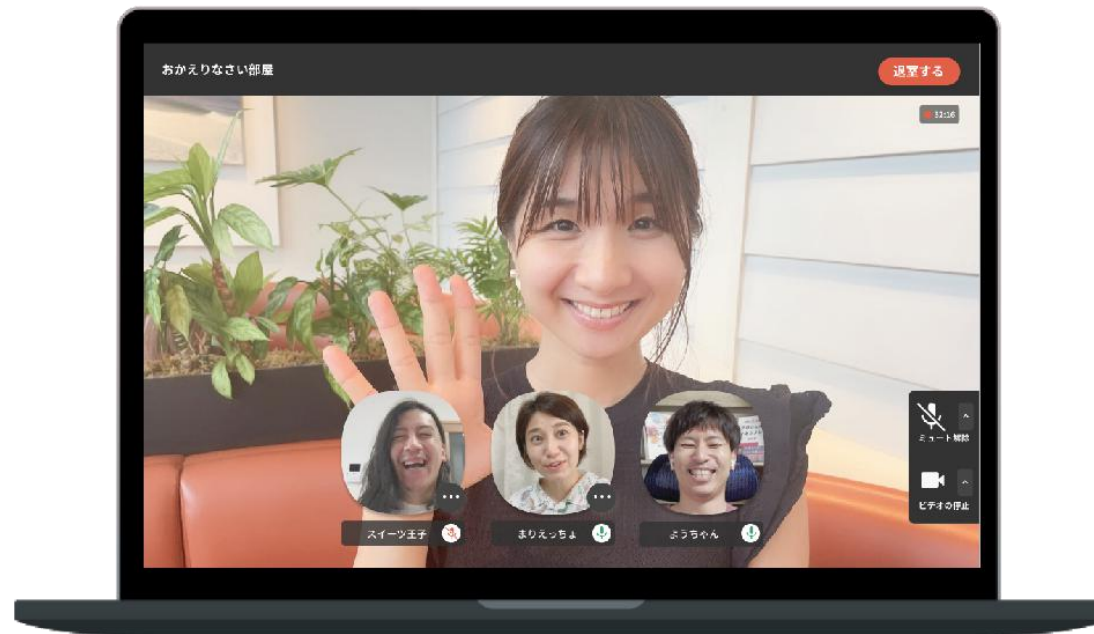 おかえりなさい部屋
退室する
32:16
ミュート解除
ビデオの停止
スイーツ王子
まりえっちょ
ようちゃん